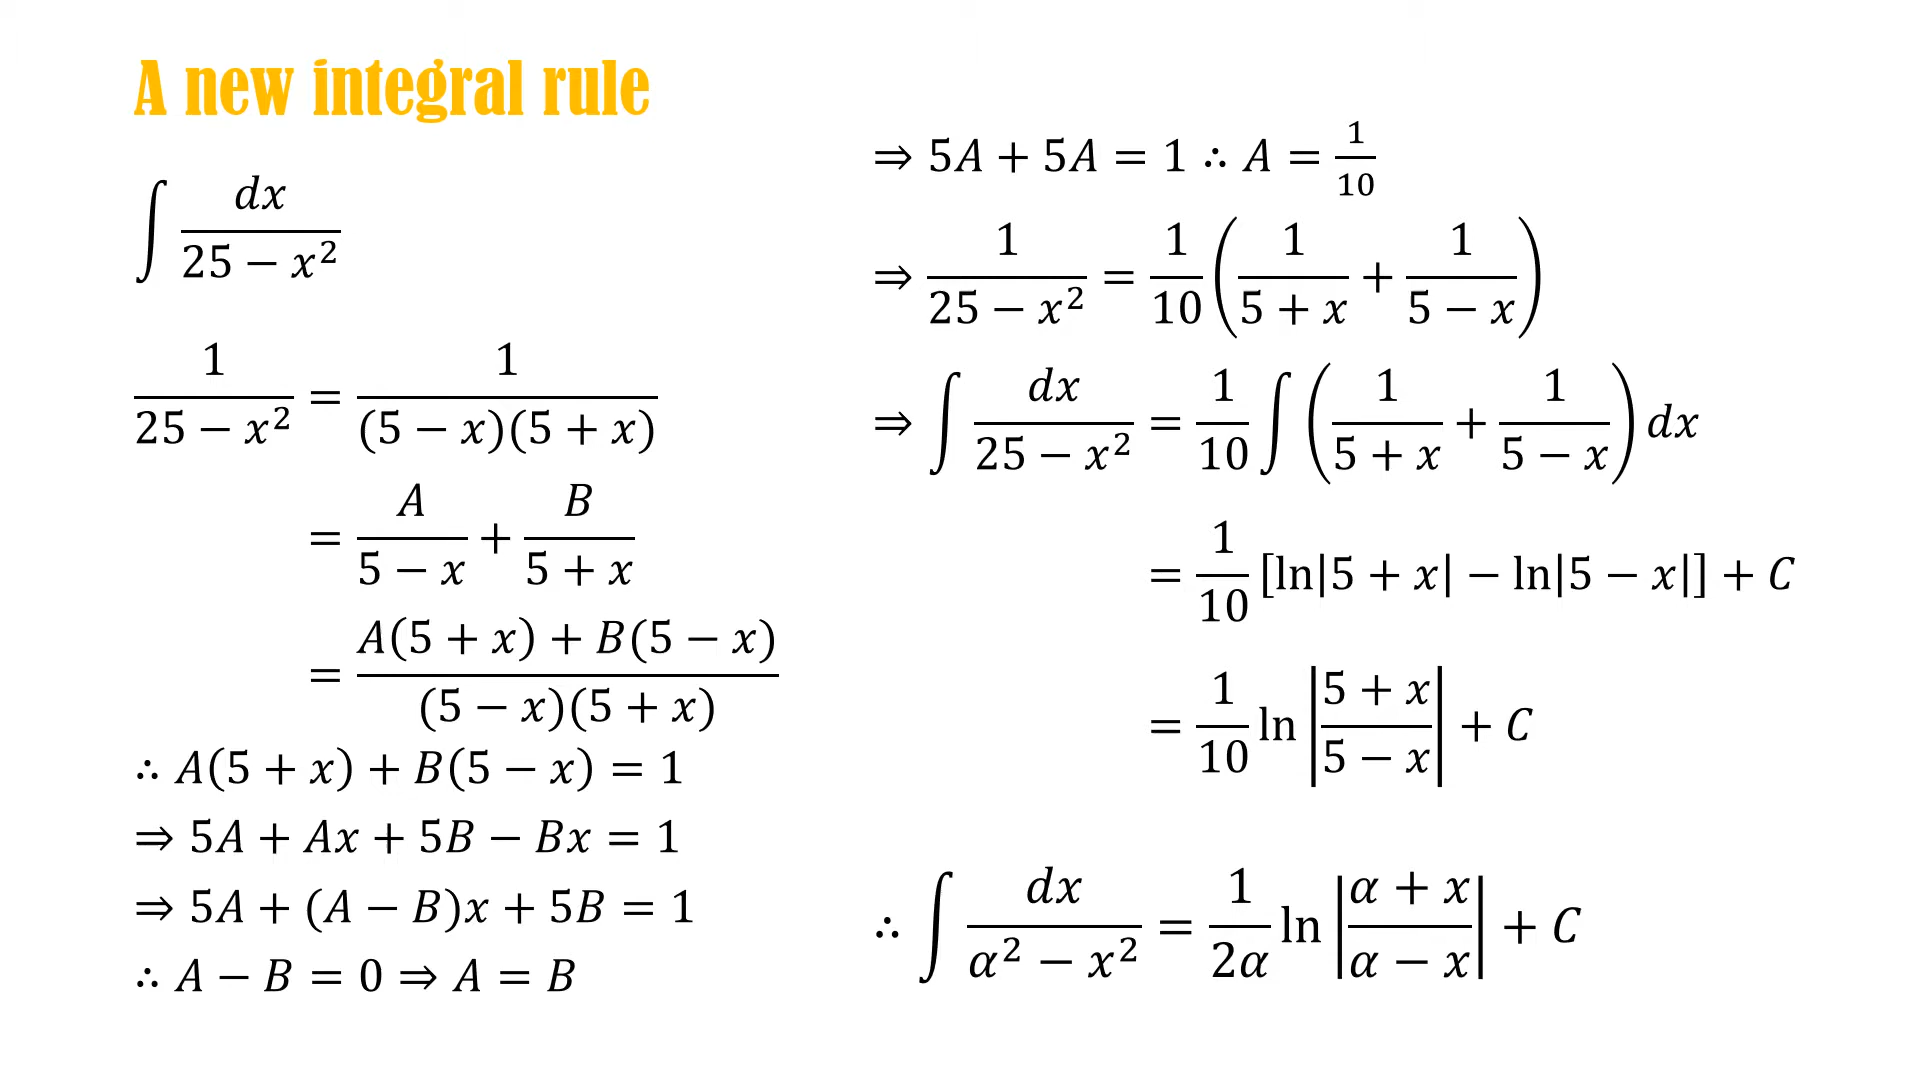 A new integral rule
∫ dx/(25 − x²)
1/(25 − x²) = 1/((5 − x)(5 + x))
= A/(5 − x) + B/(5 + x)
= (A(5 + x) + B(5 − x))/((5 − x)(5 + x))
∴ A(5 + x) + B(5 − x) = 1
⇒ 5A + Ax + 5B − Bx = 1
⇒ 5A + (A − B)x + 5B = 1
∴ A − B = 0 ⇒ A = B
⇒ 5A + 5A = 1 ∴ A = 1/10
⇒ 1/(25 − x²) = 1/10 (1/(5 + x) + 1/(5 − x))
⇒ ∫ dx/(25 − x²) = 1/10 ∫ (1/(5 + x) + 1/(5 − x)) dx
= 1/10 [ln|5 + x| − ln|5 − x|] + C
= 1/10 ln |(5 + x)/(5 − x)| + C
∴ ∫ dx/(α² − x²) = 1/(2α) ln |(α + x)/(α − x)| + C